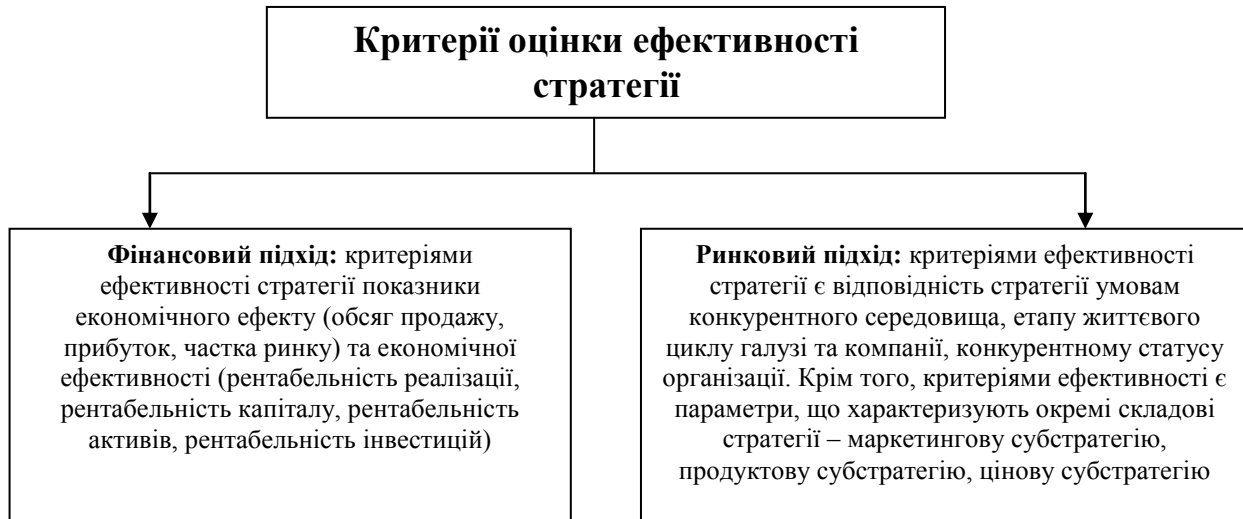 Критерії оцінки ефективності
стратегії
Фінансовий підхід: критеріями
ефективності стратегії показники
економічного ефекту (обсяг продажу,
прибуток, частка ринку) та економічної
ефективності (рентабельність реалізації,
рентабельність капіталу, рентабельність
активів, рентабельність інвестицій)
Ринковий підхід: критеріями ефективності
стратегії є відповідність стратегії умовам
конкурентного середовища, етапу життєвого
циклу галузі та компанії, конкурентному статусу
організації. Крім того, критеріями ефективності є
параметри, що характеризують окремі складові
стратегії – маркетингову субстратегію,
продуктову субстратегію, цінову субстратегію